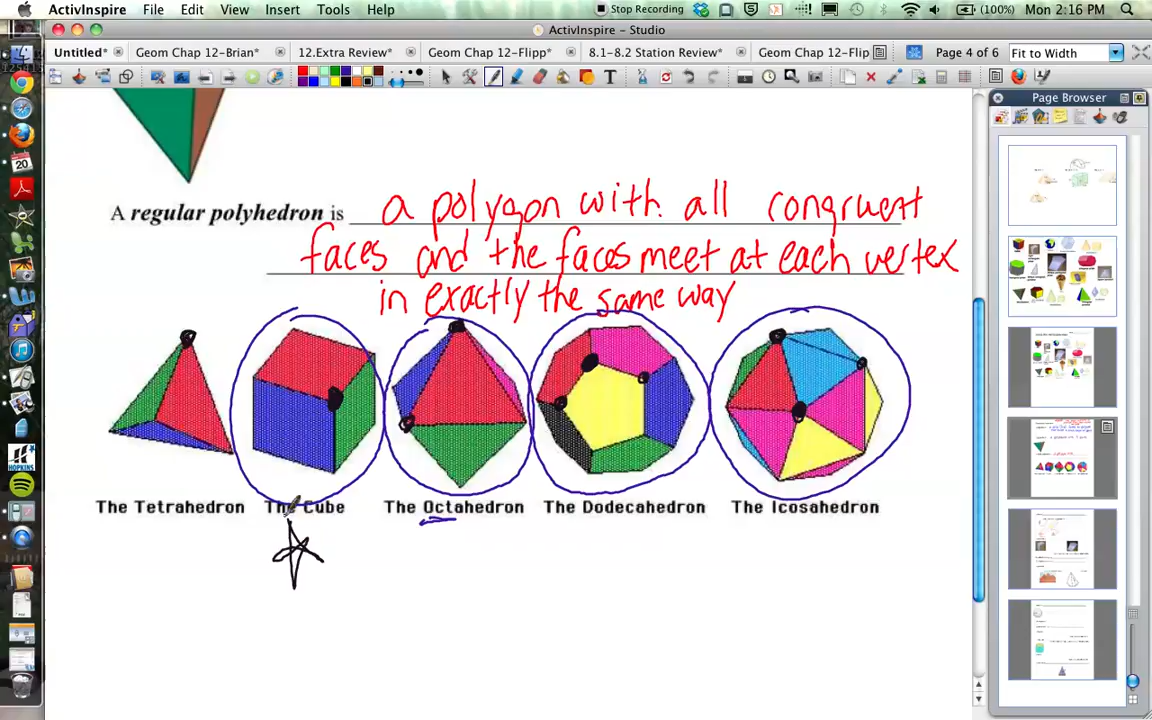 ActivInspire File Edit View Insert Tools Help Stop Recording (100%) Mon 2:16 PM
ActivInspire - Studio
Untitled* Geom Chap 12-Brian* 12.Extra Review* Geom Chap 12-Flipp* 8.1-8.2 Station Review* Geom Chap 12-Flip Page 4 of 6 Fit to Width
Page Browser
A regular polyhedron is a polygon with all congruent
faces and the faces meet at each vertex
in exactly the same way
The Tetrahedron The Cube The Octahedron The Dodecahedron The Icosahedron